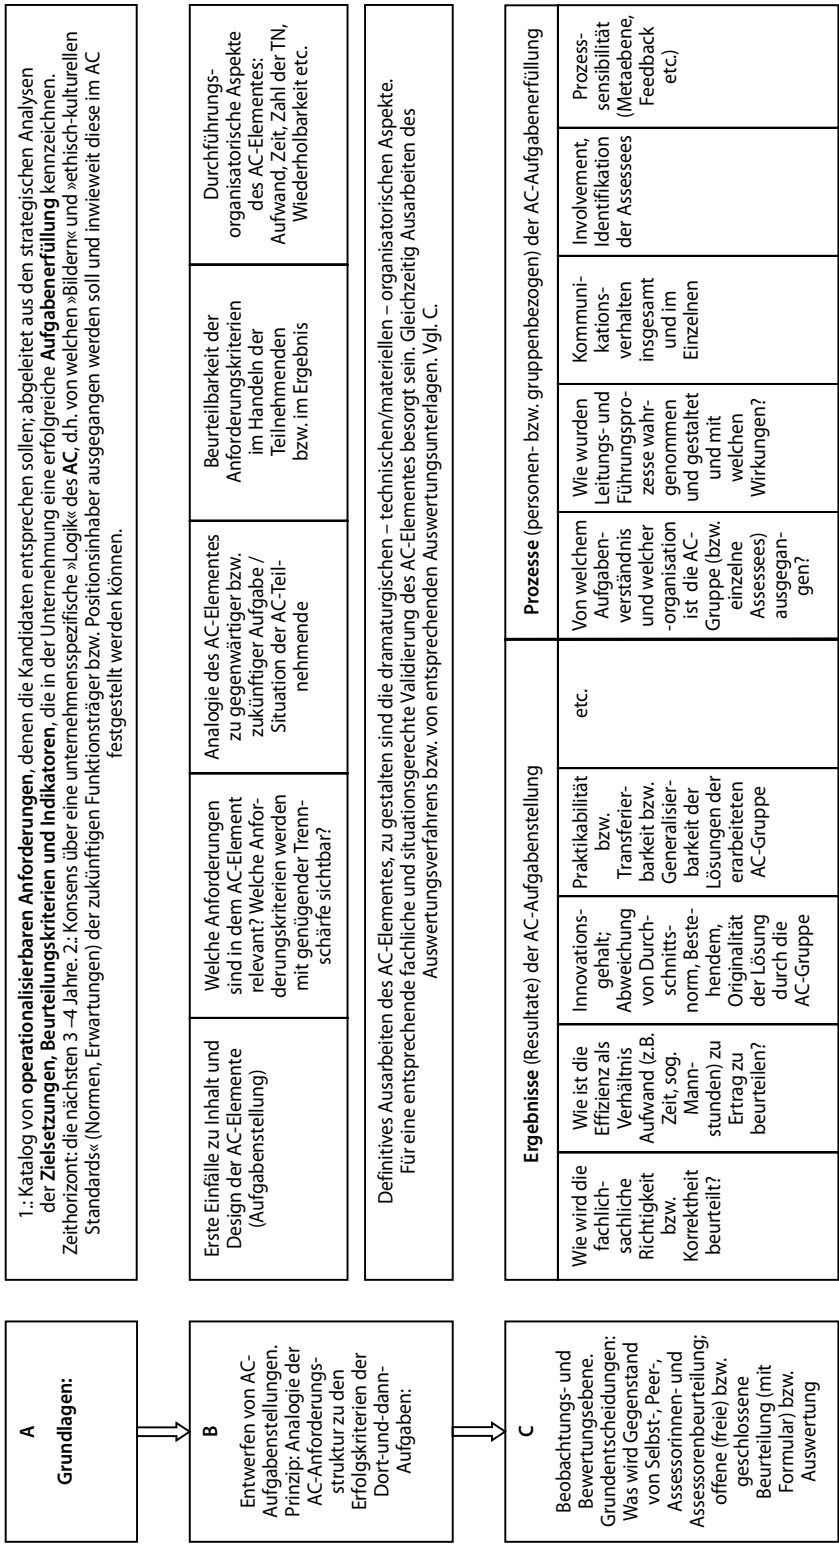 A
Grundlagen:
1.: Katalog von operationalisierbaren Anforderungen, denen die Kandidaten entsprechen sollen; abgeleitet aus den strategischen Analysen
der Zielsetzungen, Beurteilungskriterien und Indikatoren, die in der Unternehmung eine erfolgreiche Aufgabenerfüllung kennzeichnen.
Zeithorizont: die nächsten 3 –4 Jahre. 2: Konsens über eine unternehmensspezifische »Logik« des AC, d.h. von welchen »Bildern« und »ethisch-kulturellen
Standards« (Normen, Erwartungen) der zukünftigen Funktionsträger bzw. Positionsinhaber ausgegangen werden soll und inwieweit diese im AC
festgestellt werden können.
B
Entwerfen von AC-
Aufgabenstellungen.
Prinzip: Analogie der
AC-Anforderungs-
struktur zu den
Erfolgskriterien der
Dort-und-dann-
Aufgaben:
Erste Einfälle zu Inhalt und
Design der AC-Elemente
(Aufgabenstellung)
Welche Anforderungen
sind in dem AC-Element
relevant? Welche Anfor-
derungskriterien werden
mit genügender Trenn-
schärfe sichtbar?
Analogie des AC-Elementes
zu gegenwärtiger bzw.
zukünftiger Aufgabe /
Situation der AC-Teil-
nehmende
Beurteilbarkeit der
Anforderungskriterien
im Handeln der
Teilnehmenden
bzw. im Ergebnis
Durchführungs-
organisatorische Aspekte
des AC-Elementes:
Aufwand, Zeit, Zahl der TN,
Wiederholbarkeit etc.
Definitives Ausarbeiten des AC-Elementes, zu gestalten sind die dramaturgischen – technischen/materiellen – organisatorischen Aspekte.
Für eine entsprechende fachliche und situationsgerechte Validierung des AC-Elementes besorgt sein. Gleichzeitig Ausarbeiten des
Auswertungsverfahrens bzw. von entsprechenden Auswertungsunterlagen. Vgl. C.
C
Beobachtungs- und
Bewertungsebene.
Grundentscheidungen:
Was wird Gegenstand
von Selbst-, Peer-,
Assessorinnen- und
Assessorenbeurteilung;
offene (freie) bzw.
geschlossene
Beurteilung (mit
Formular) bzw.
Auswertung
Ergebnisse (Resultate) der AC-Aufgabenstellung
Wie wird die
fachlich-
sachliche
Richtigkeit
bzw.
Korrektheit
beurteilt?
Wie ist die
Effizienz als
Verhältnis
Aufwand (z.B.
Zeit, sog.
Mann-
stunden) zu
Ertrag zu
beurteilen?
Innovations-
gehalt;
Abweichung
von Durch-
schnitts-
norm, Beste-
hendem,
Originalität
der Lösung
durch die
AC-Gruppe
Praktikabilität
bzw.
Transferier-
barkeit bzw.
Generalisier-
barkeit der
Lösungen der
erarbeiteten
AC-Gruppe
etc.
Prozesse (personen- bzw. gruppenbezogen) der AC-Aufgabenerfüllung
Von welchem
Aufgaben-
verständnis
und welcher
-organisation
ist die AC-
Gruppe (bzw.
einzelne
Assessees)
ausgegan-
gen?
Wie wurden
Leitungs- und
Führungspro-
zesse wahr-
genommen
und gestaltet
und mit
welchen
Wirkungen?
Kommuni-
kations-
verhalten
insgesamt
und im
Einzelnen
Involvement,
Identifikation
der Assessees
Prozess-
sensibilität
(Metaebene,
Feedback
etc.)